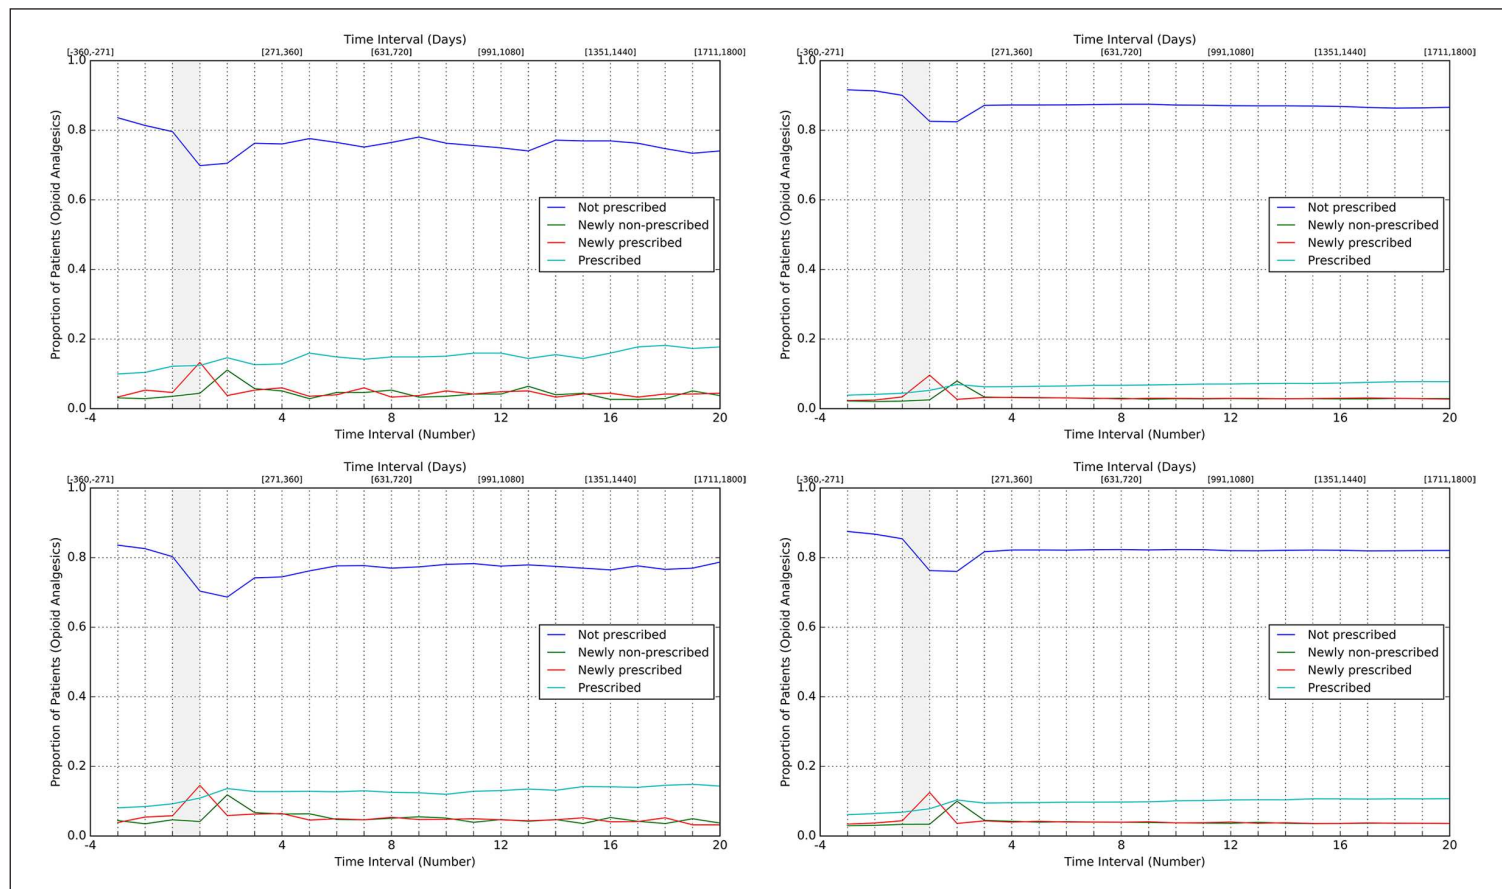 Time Interval (Days)
[-360,-271] [271,360] [631,720] [991,1080] [1351,1440] [1711,1800]
1.0
0.8
0.6
0.4
0.2
0.0
Proportion of Patients (Opioid Analgesics)
Not prescribed
Newly non-prescribed
Newly prescribed
Prescribed
-4 4 8 12 16 20
Time Interval (Number)
Time Interval (Days)
[-360,-271] [271,360] [631,720] [991,1080] [1351,1440] [1711,1800]
1.0
0.8
0.6
0.4
0.2
0.0
Proportion of Patients (Opioid Analgesics)
Not prescribed
Newly non-prescribed
Newly prescribed
Prescribed
-4 4 8 12 16 20
Time Interval (Number)
Time Interval (Days)
[-360,-271] [271,360] [631,720] [991,1080] [1351,1440] [1711,1800]
1.0
0.8
0.6
0.4
0.2
0.0
Proportion of Patients (Opioid Analgesics)
Not prescribed
Newly non-prescribed
Newly prescribed
Prescribed
-4 4 8 12 16 20
Time Interval (Number)
Time Interval (Days)
[-360,-271] [271,360] [631,720] [991,1080] [1351,1440] [1711,1800]
1.0
0.8
0.6
0.4
0.2
0.0
Proportion of Patients (Opioid Analgesics)
Not prescribed
Newly non-prescribed
Newly prescribed
Prescribed
-4 4 8 12 16 20
Time Interval (Number)